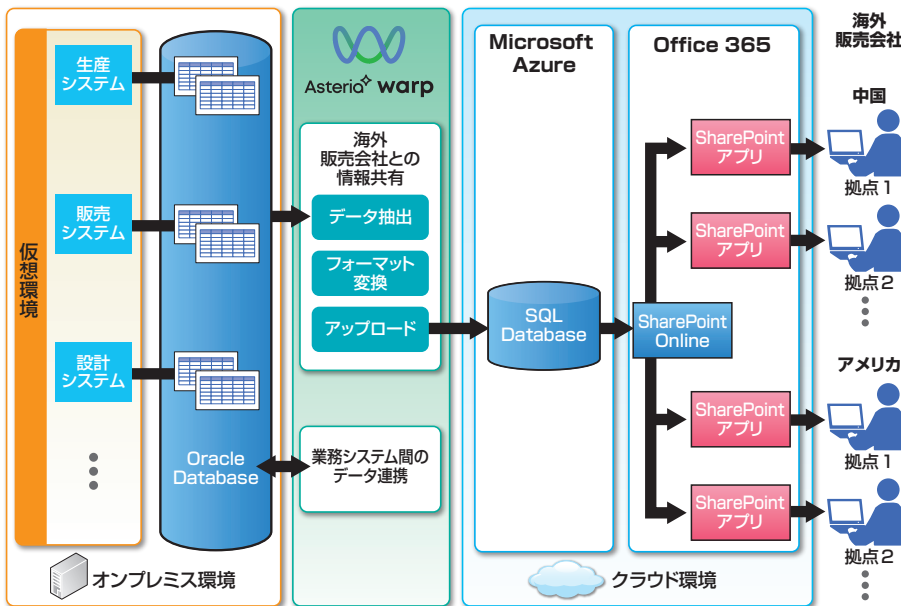 仮想環境
生産
システム
販売
システム
設計
システム
Oracle
Database
オンプレミス環境
Asteria warp
海外
販売会社との
情報共有
データ抽出
フォーマット
変換
アップロード
業務システム間の
データ連携
Microsoft
Azure
SQL
Database
Office 365
SharePoint
Online
SharePoint
アプリ
SharePoint
アプリ
SharePoint
アプリ
SharePoint
アプリ
クラウド環境
海外
販売会社
中国
拠点1
拠点2
アメリカ
拠点1
拠点2